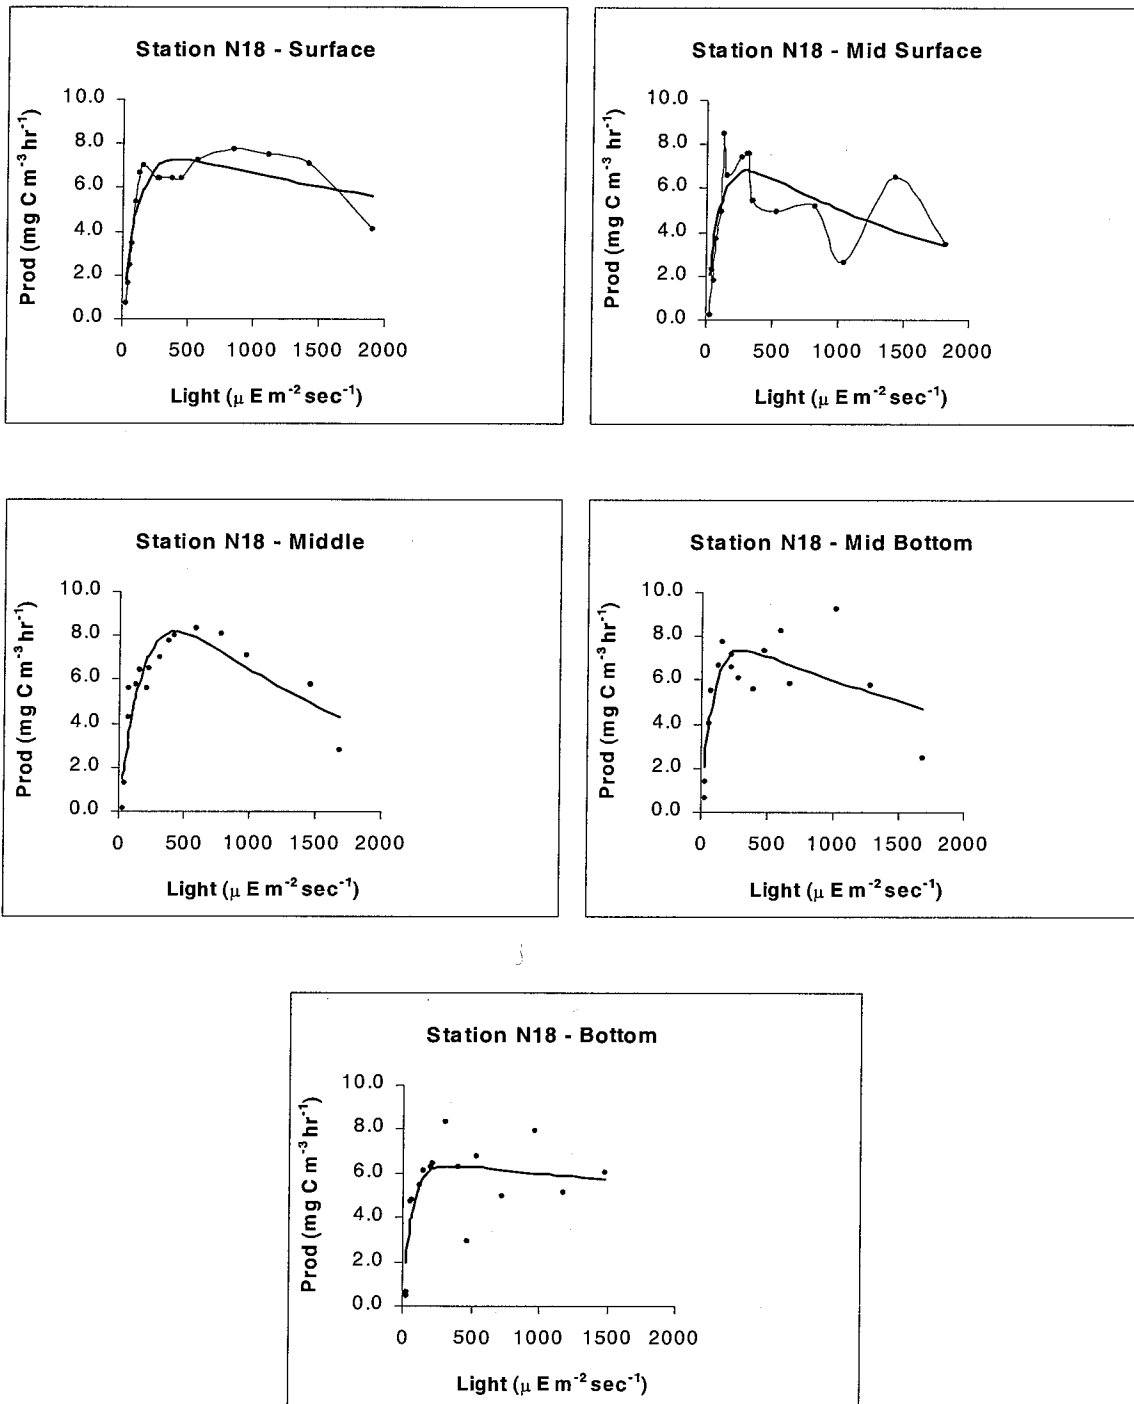 Station N18 - Surface
Prod (mg C m⁻³ hr⁻¹)
10.0
8.0
6.0
4.0
2.0
0.0
0 500 1000 1500 2000
Light (μ E m⁻² sec⁻¹)
Station N18 - Mid Surface
Prod (mg C m⁻³ hr⁻¹)
10.0
8.0
6.0
4.0
2.0
0.0
0 500 1000 1500 2000
Light (μ E m⁻² sec⁻¹)
Station N18 - Middle
Prod (mg C m⁻³ hr⁻¹)
10.0
8.0
6.0
4.0
2.0
0.0
0 500 1000 1500 2000
Light (μ E m⁻² sec⁻¹)
Station N18 - Mid Bottom
Prod (mg C m⁻³ hr⁻¹)
10.0
8.0
6.0
4.0
2.0
0.0
0 500 1000 1500 2000
Light (μ E m⁻² sec⁻¹)
Station N18 - Bottom
Prod (mg C m⁻³ hr⁻¹)
10.0
8.0
6.0
4.0
2.0
0.0
0 500 1000 1500 2000
Light (μ E m⁻² sec⁻¹)